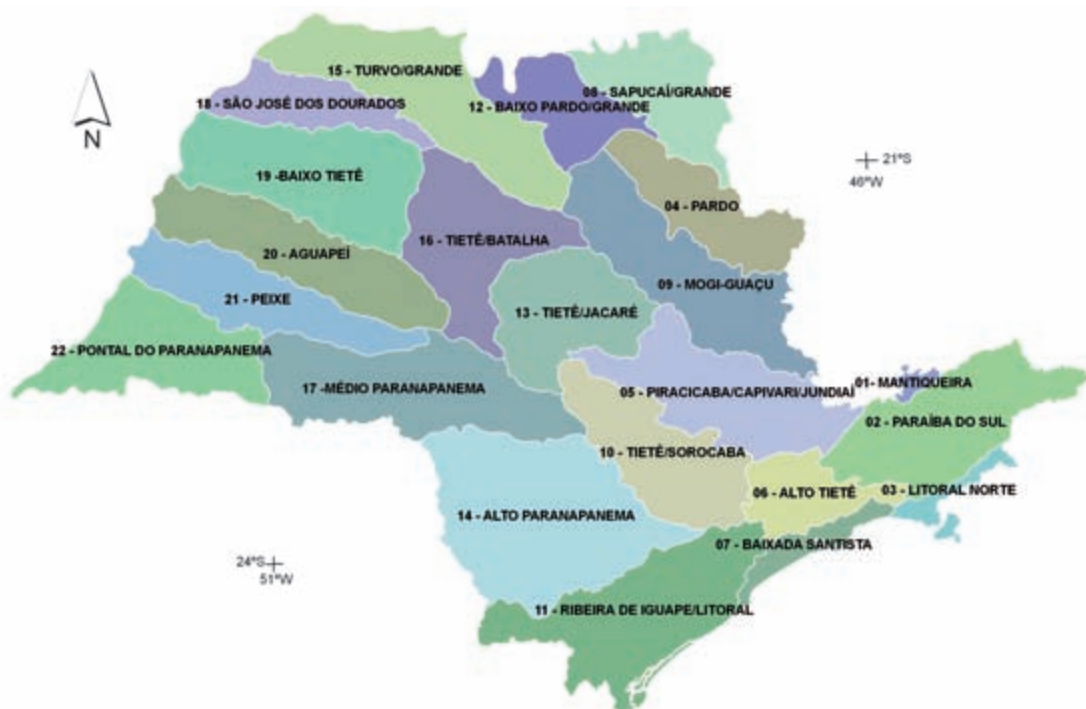 15 - TURVO/GRANDE
08 - SAPUCAÍ/GRANDE
18 - SÃO JOSÉ DOS DOURADOS
12 - BAIXO PARDO/GRANDE
N
21°S
46°W
19 -BAIXO TIETÊ
04 - PARDO
16 - TIETÊ/BATALHA
20 - AGUAPEÍ
09 - MOGI-GUAÇU
21 - PEIXE
13 - TIETÊ/JACARÉ
22 - PONTAL DO PARANAPANEMA
17 -MÉDIO PARANAPANEMA
01- MANTIQUEIRA
05 - PIRACICABA/CAPIVARI/JUNDIAÍ
02 - PARAÍBA DO SUL
10 - TIETÊ/SOROCABA
06 - ALTO TIETÊ
03 - LITORAL NORTE
14 - ALTO PARANAPANEMA
07 - BAIXADA SANTISTA
24°S
51°W
11 - RIBEIRA DE IGUAPE/LITORAL